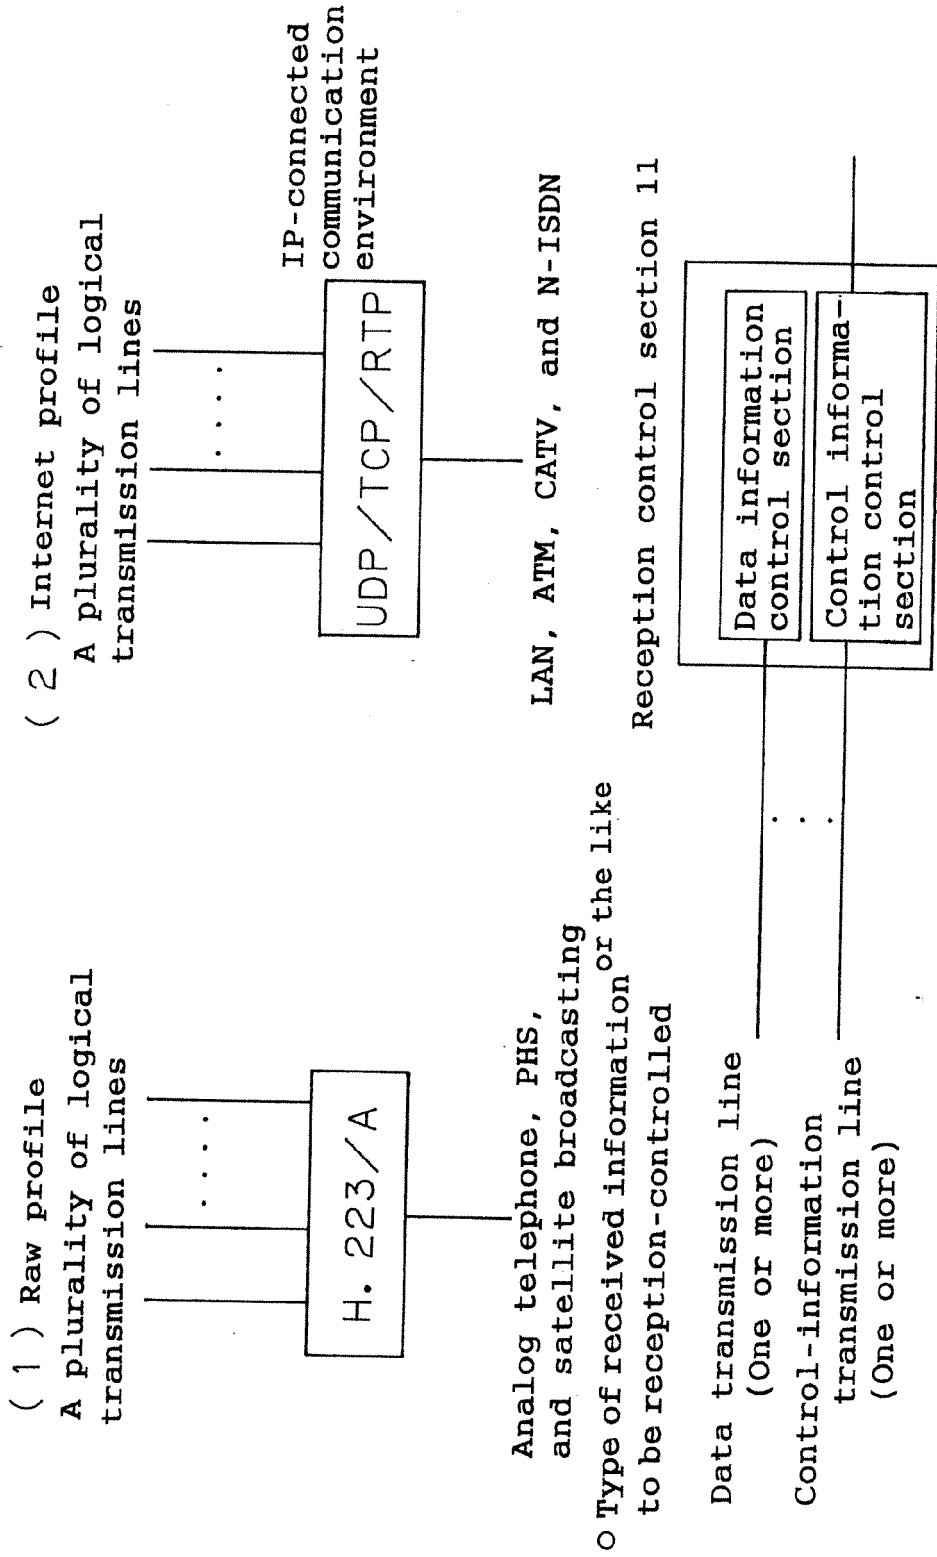 ( 1 ) Raw profile
A plurality of logical
transmission lines
. . . .
H. 223/A
Analog telephone, PHS,
and satellite broadcasting
or the like
( 2 ) Internet profile
A plurality of logical
transmission lines
. . . .
UDP/TCP/RTP
IP-connected
communication
environment
LAN, ATM, CATV, and N-ISDN
○ Type of received information
to be reception-controlled
Reception control section 11
Data transmission line
(One or more)
Control-information
transmission line
(One or more)
. . .
Data information
control section
Control informa-
tion control
section